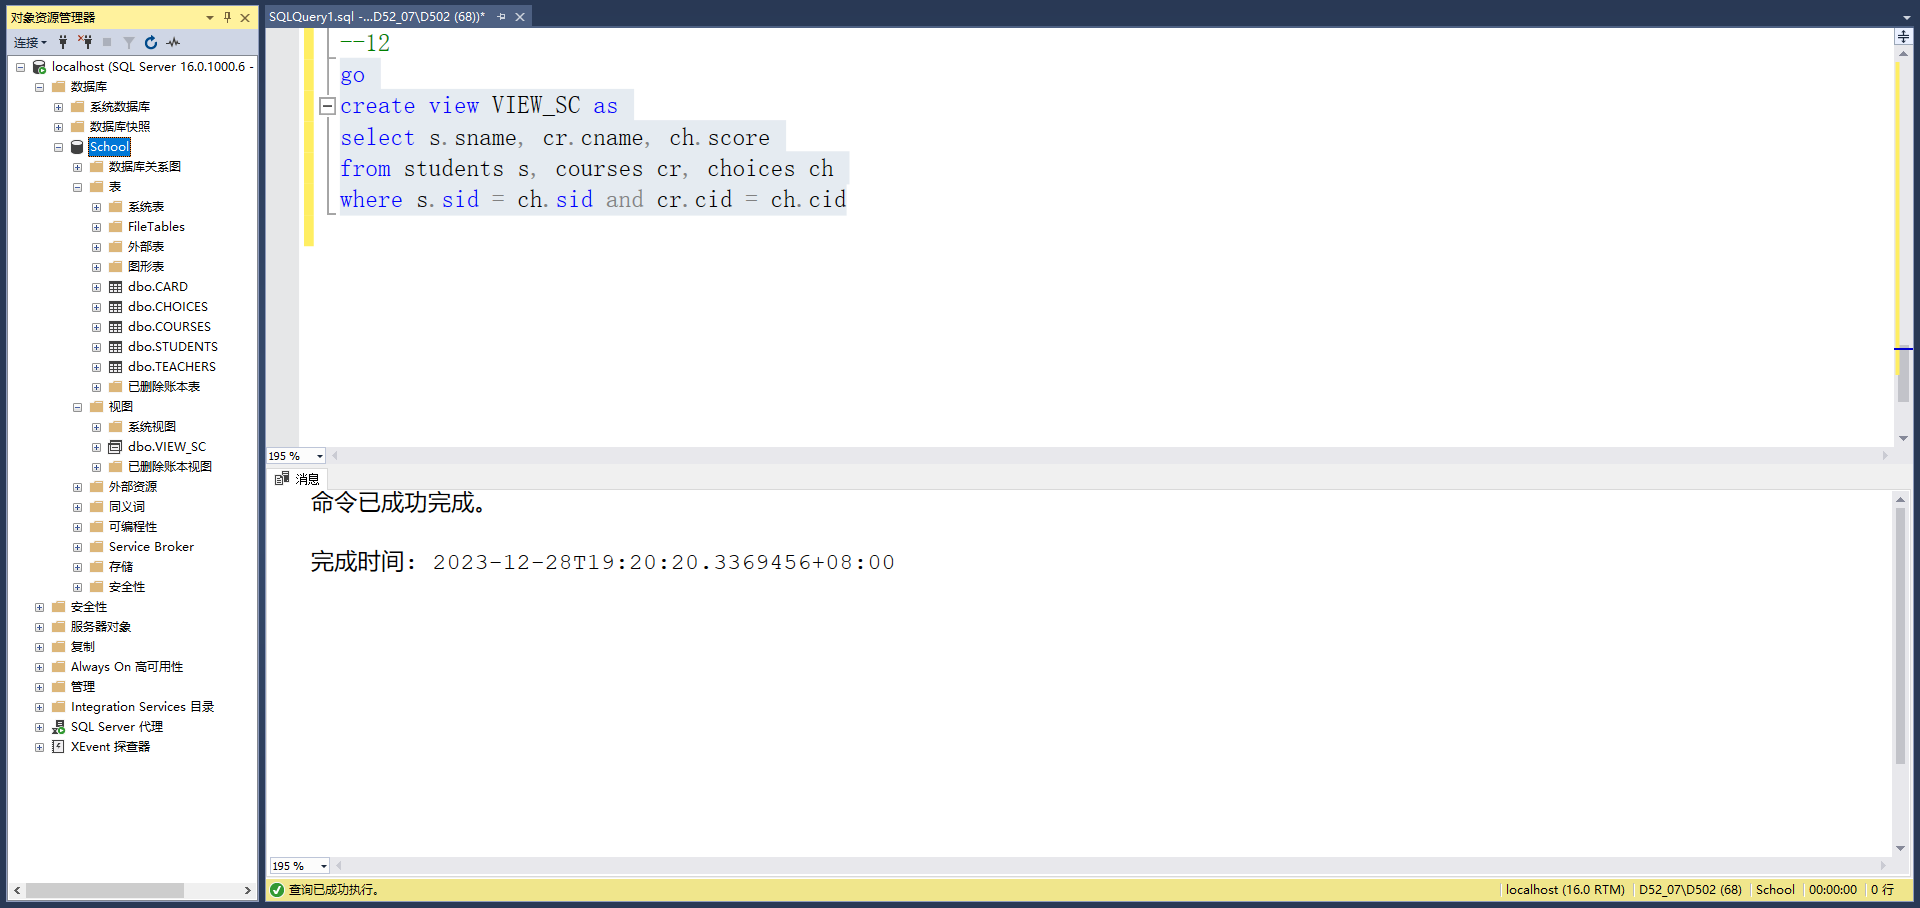 对象资源管理器
连接
localhost (SQL Server 16.0.1000.6 -
数据库
系统数据库
数据库快照
School
数据库关系图
表
系统表
FileTables
外部表
图形表
dbo.CARD
dbo.CHOICES
dbo.COURSES
dbo.STUDENTS
dbo.TEACHERS
已删除账本表
视图
系统视图
dbo.VIEW_SC
已删除账本视图
外部资源
同义词
可编程性
Service Broker
存储
安全性
安全性
服务器对象
复制
Always On 高可用性
管理
Integration Services 目录
SQL Server 代理
XEvent 探查器
SQLQuery1.sql -...D52_07\D502 (68))*
--12
go
create view VIEW_SC as
select s.sname, cr.cname, ch.score
from students s, courses cr, choices ch
where s.sid = ch.sid and cr.cid = ch.cid
195 %
消息
命令已成功完成。
完成时间: 2023-12-28T19:20:20.3369456+08:00
195 %
查询已成功执行。
localhost (16.0 RTM)
D52_07\D502 (68)
School
00:00:00
0 行